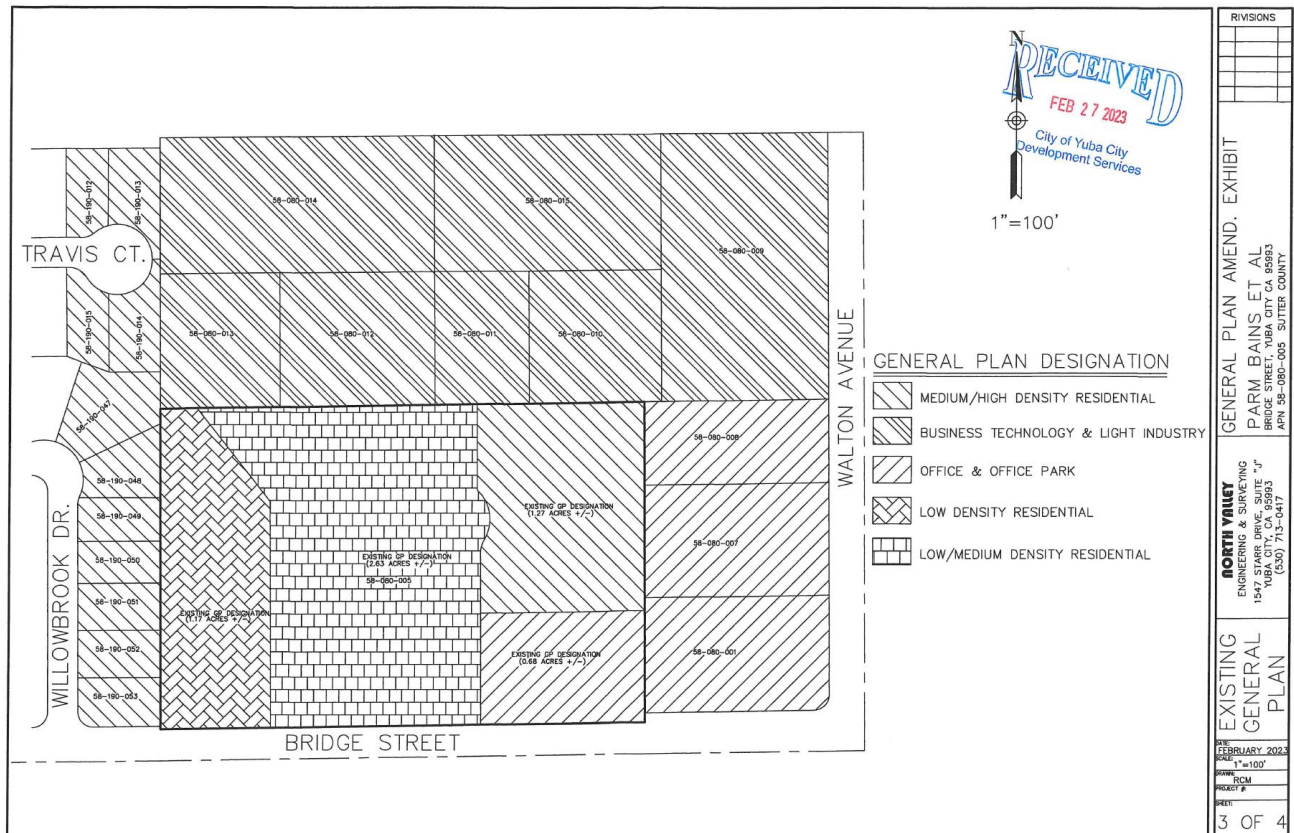 N
RECEIVED
FEB 27 2023
City of Yuba City
Development Services
1"=100'
58-190-012
58-190-013
TRAVIS CT.
58-190-015
58-190-014
58-190-047
58-190-048
58-190-049
58-190-050
58-190-051
58-190-052
58-190-053
WILLOWBROOK DR.
58-080-014
58-080-015
58-080-009
58-080-013
58-080-012
58-080-011
58-080-010
58-080-008
58-080-007
58-080-001
EXISTING GP DESIGNATION
(1.27 ACRES +/-)
EXISTING GP DESIGNATION
(2.63 ACRES +/-)
58-080-005
EXISTING GP DESIGNATION
(1.17 ACRES +/-)
EXISTING GP DESIGNATION
(0.68 ACRES +/-)
BRIDGE STREET
WALTON AVENUE
GENERAL PLAN DESIGNATION
MEDIUM/HIGH DENSITY RESIDENTIAL
BUSINESS TECHNOLOGY & LIGHT INDUSTRY
OFFICE & OFFICE PARK
LOW DENSITY RESIDENTIAL
LOW/MEDIUM DENSITY RESIDENTIAL
RIVISIONS
GENERAL PLAN AMEND. EXHIBIT
PARM BAINS ET AL
BRIDGE STREET, YUBA CITY CA 95993
APN 58-080-005 SUTTER COUNTY
NORTH VALLEY
ENGINEERING & SURVEYING
1547 STARR DRIVE, SUITE "J"
YUBA CITY, CA 95993
(530) 713-0417
EXISTING
GENERAL
PLAN
DATE:
FEBRUARY 2023
SCALE:
1"=100'
DRAWN:
RCM
PROJECT #:
SHEET:
3 OF 4